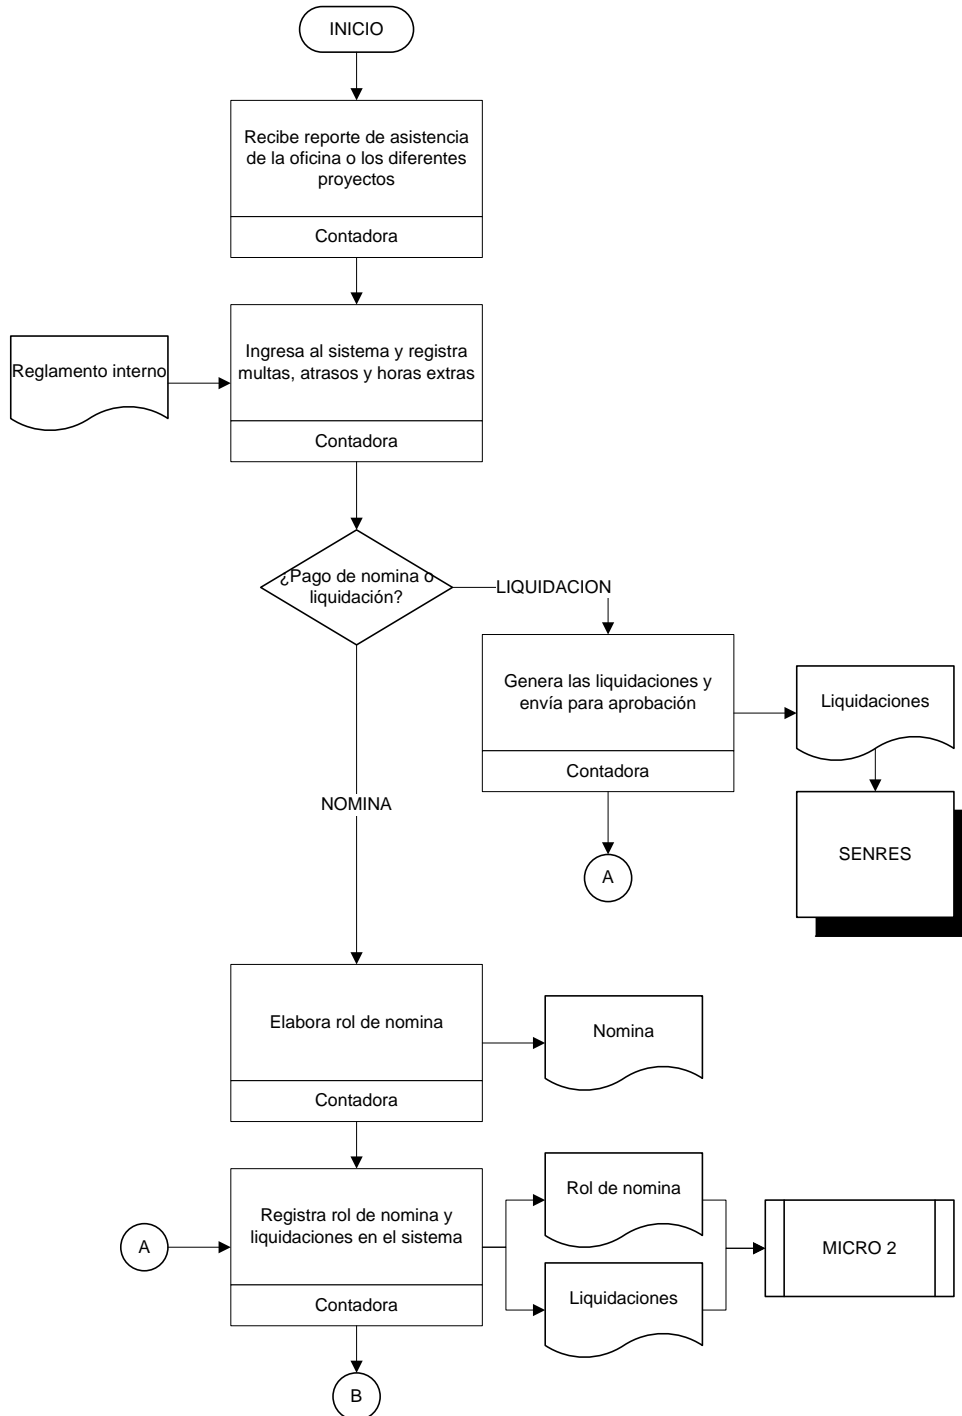 INICIO
Recibe reporte de asistencia
de la oficina o los diferentes
proyectos
Contadora
Reglamento interno
Ingresa al sistema y registra
multas, atrasos y horas extras
Contadora
¿Pago de nomina o
liquidación?
LIQUIDACION
Genera las liquidaciones y
envía para aprobación
Contadora
Liquidaciones
SENRES
A
NOMINA
Elabora rol de nomina
Contadora
Nomina
A
Registra rol de nomina y
liquidaciones en el sistema
Contadora
Rol de nomina
Liquidaciones
MICRO 2
B